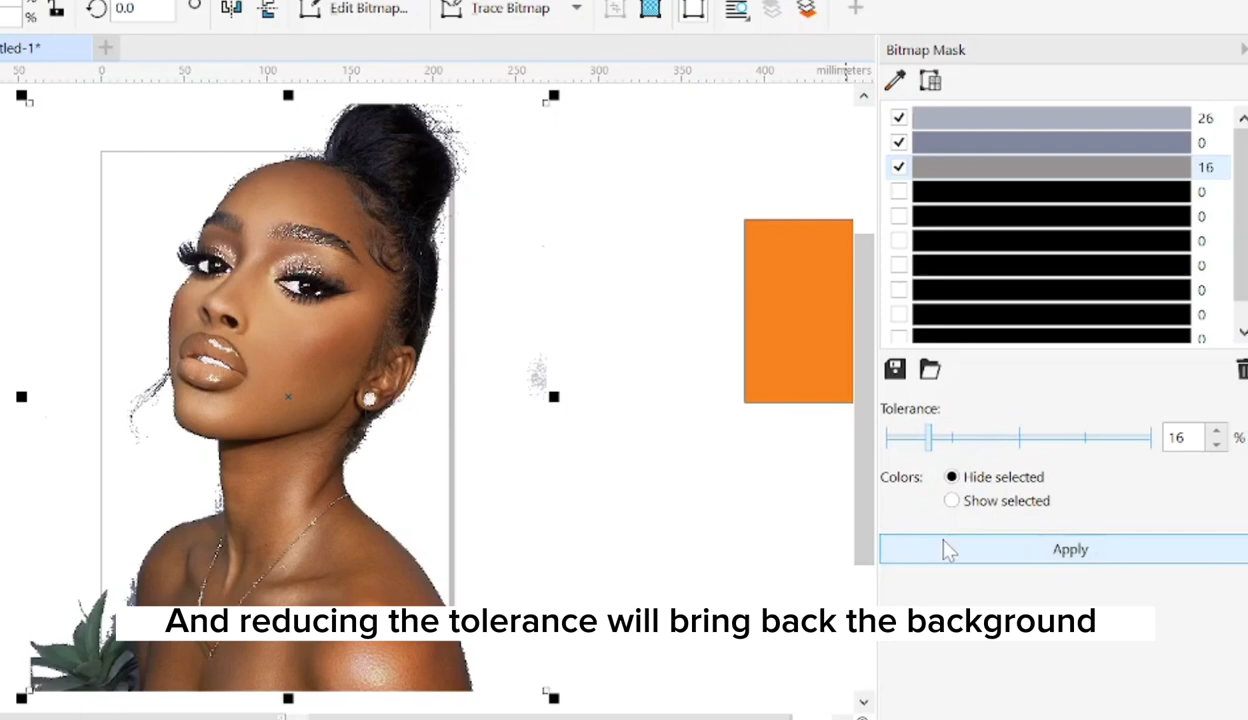 %
%
0.0
Edit Bitmap...
Trace Bitmap
tled-1*
50 0 50 100 150 200 250 300 350 400 millimeters
Bitmap Mask
26
0
16
0
0
0
0
0
0
0
Tolerance:
16 %
Colors: Hide selected
Show selected
Apply
And reducing the tolerance will bring back the background